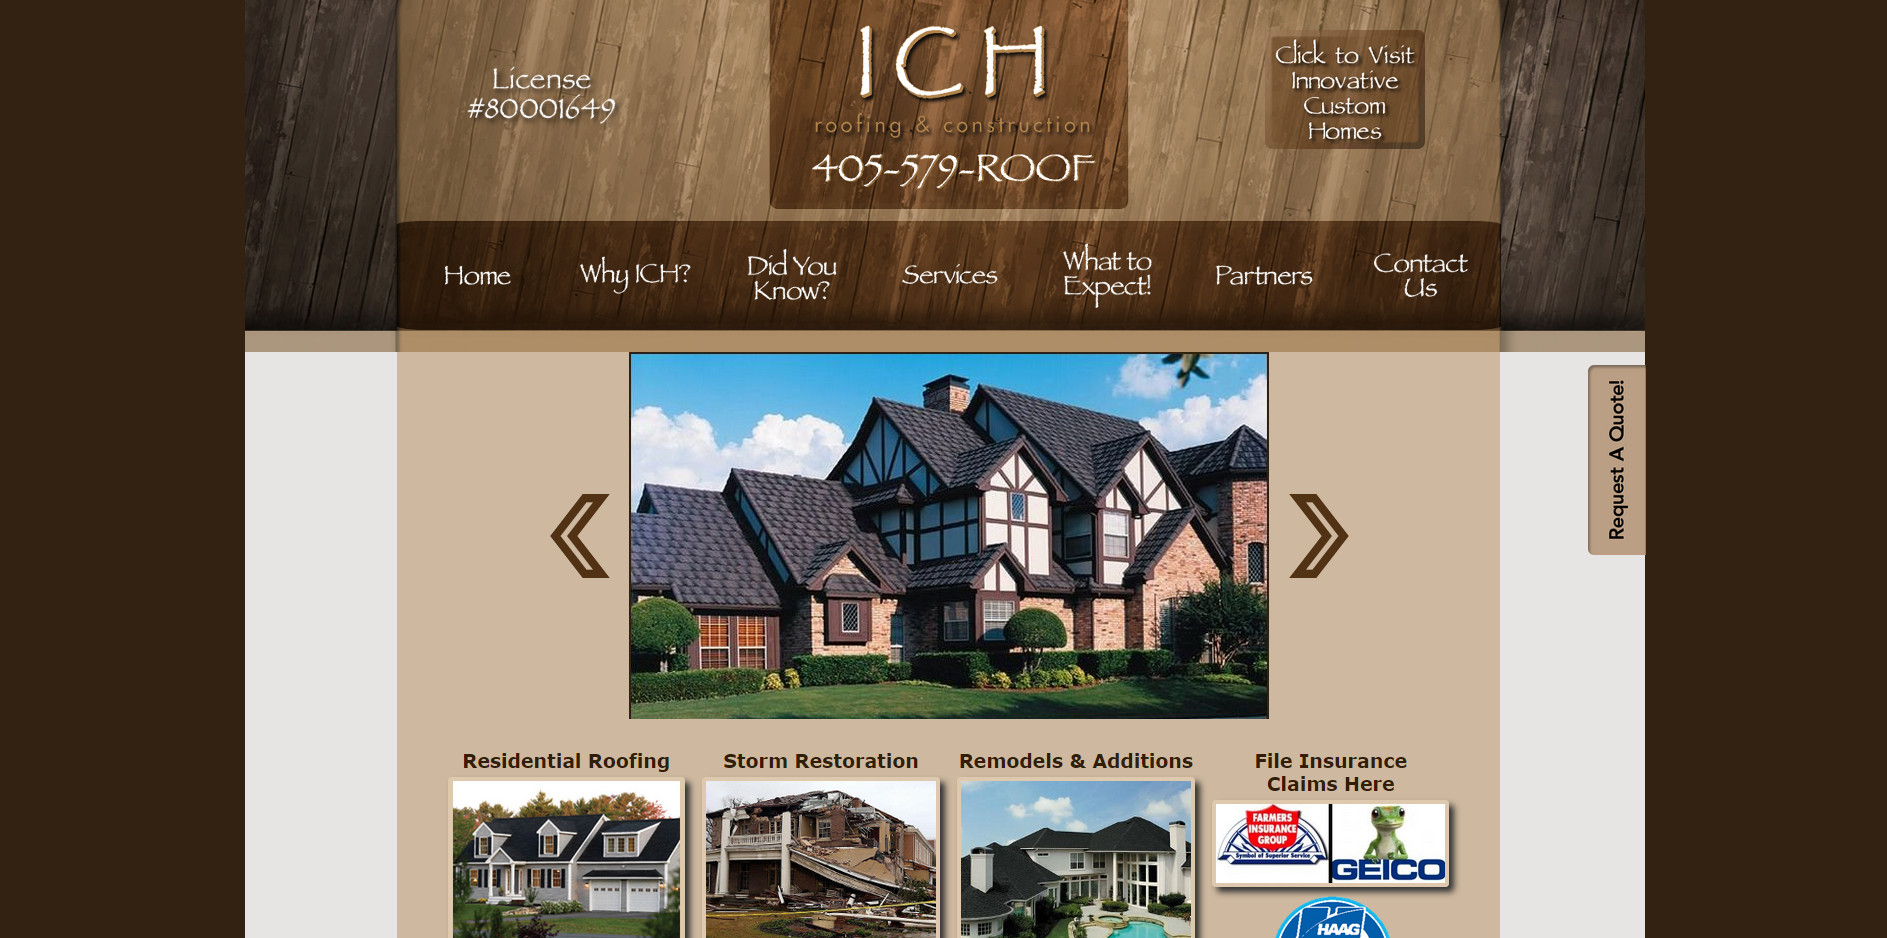 License
#80001649
ICH
roofing & construction
405-579-ROOF
Click to Visit
Innovative
Custom
Homes
Home
Why ICH?
Did You
Know?
Services
What to
Expect!
Partners
Contact
Us
Request A Quote!
Residential Roofing
Storm Restoration
Remodels & Additions
File Insurance
Claims Here
FARMERS
INSURANCE
GROUP
Symbol of Superior Service
GEICO
HAAG